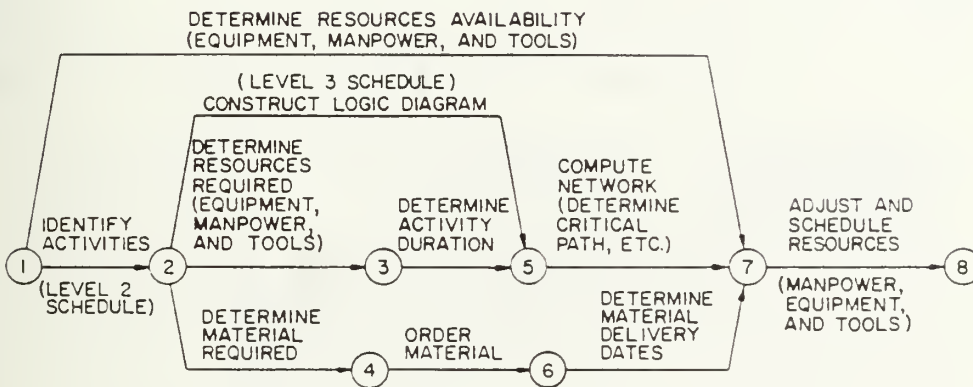 DETERMINE RESOURCES AVAILABILITY
(EQUIPMENT, MANPOWER, AND TOOLS)
(LEVEL 3 SCHEDULE)
CONSTRUCT LOGIC DIAGRAM
DETERMINE
RESOURCES
REQUIRED
(EQUIPMENT,
MANPOWER,
AND TOOLS)
IDENTIFY
ACTIVITIES
DETERMINE
ACTIVITY
DURATION
COMPUTE
NETWORK
(DETERMINE
CRITICAL
PATH, ETC.)
ADJUST AND
SCHEDULE
RESOURCES
1
2
3
5
7
8
(LEVEL 2
SCHEDULE)
DETERMINE
MATERIAL
REQUIRED
ORDER
MATERIAL
DETERMINE
MATERIAL
DELIVERY
DATES
(MANPOWER,
EQUIPMENT,
AND TOOLS)
4
6